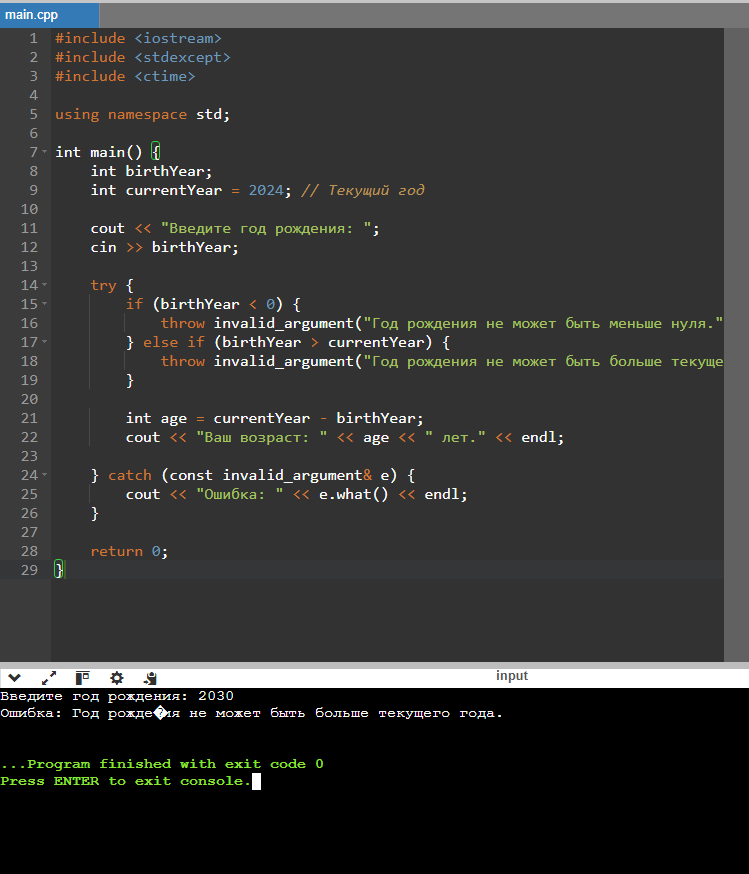 main.cpp
1 #include <iostream>
2 #include <stdexcept>
3 #include <ctime>
4
5 using namespace std;
6
7 int main() {
8     int birthYear;
9     int currentYear = 2024; // Текущий год
10
11     cout << "Введите год рождения: ";
12     cin >> birthYear;
13
14     try {
15         if (birthYear < 0) {
16             throw invalid_argument("Год рождения не может быть меньше нуля."
17         } else if (birthYear > currentYear) {
18             throw invalid_argument("Год рождения не может быть больше текуще
19         }
20
21         int age = currentYear - birthYear;
22         cout << "Ваш возраст: " << age << " лет." << endl;
23
24     } catch (const invalid_argument& e) {
25         cout << "Ошибка: " << e.what() << endl;
26     }
27
28     return 0;
29 }
input
Введите год рождения: 2030
Ошибка: Год рожде�ия не может быть больше текущего года.
...Program finished with exit code 0
Press ENTER to exit console.